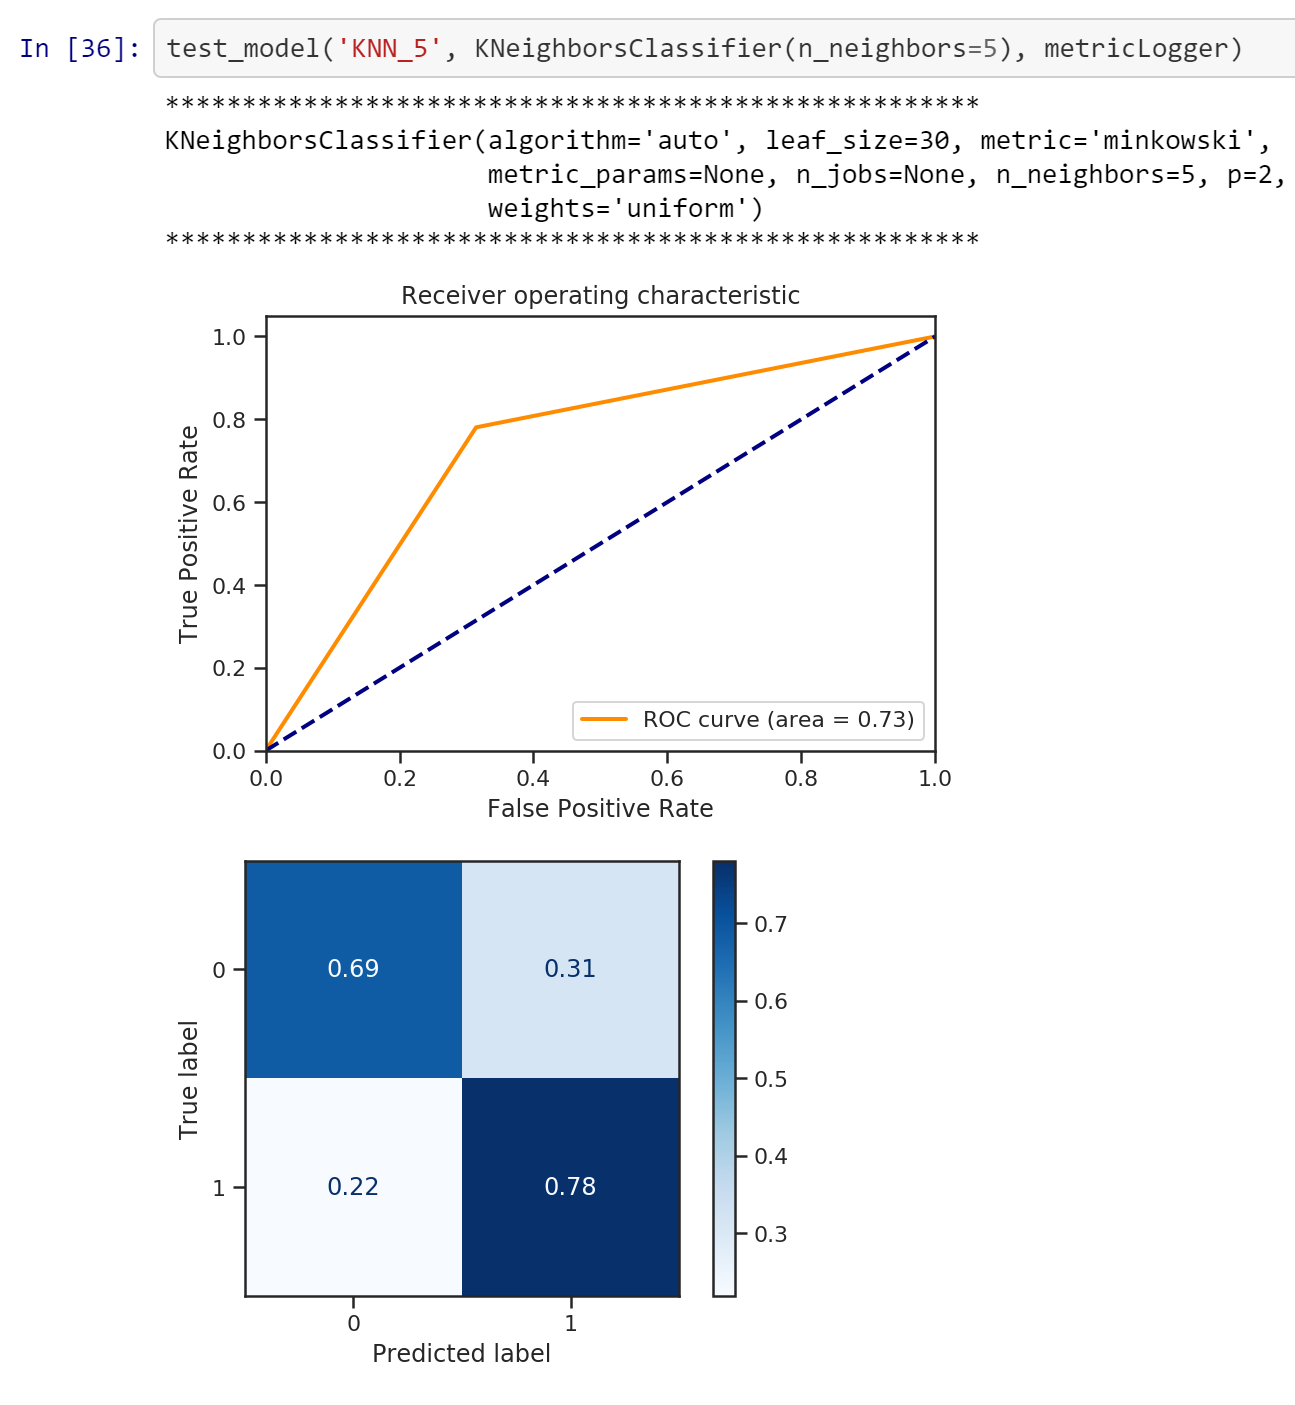 In [36]: test_model('KNN_5', KNeighborsClassifier(n_neighbors=5), metricLogger)
*****************************************************
KNeighborsClassifier(algorithm='auto', leaf_size=30, metric='minkowski',
metric_params=None, n_jobs=None, n_neighbors=5, p=2,
weights='uniform')
*****************************************************
Receiver operating characteristic
1.0
0.8
0.6
0.4
0.2
0.0
True Positive Rate
ROC curve (area = 0.73)
0.0 0.2 0.4 0.6 0.8 1.0
False Positive Rate
True label
0
1
0.69 0.31
0.22 0.78
0 1
Predicted label
0.7
0.6
0.5
0.4
0.3